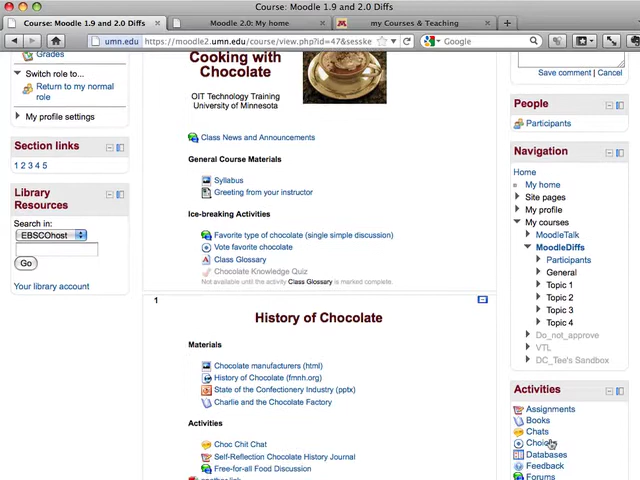 Course: Moodle 1.9 and 2.0 Diffs
Course: Moodle 1.9 and 2.0 Diffs
Moodle 2.0: My home
my Courses & Teaching
umn.edu
https://moodle2.umn.edu/course/view.php?id=47&sesske
Google
Grades
Switch role to...
Return to my normal
role
My profile settings
Section links
1 2 3 4 5
Library
Resources
Search in:
EBSCOhost
Go
Your library account
Cooking with
Chocolate
OIT Technology Training
University of Minnesota
Class News and Announcements
General Course Materials
Syllabus
Greeting from your instructor
Ice-breaking Activities
Favorite type of chocolate (single simple discussion)
Vote favorite chocolate
Class Glossary
Chocolate Knowledge Quiz
Not available until the activity Class Glossary is marked complete.
1
History of Chocolate
Materials
Chocolate manufacturers (html)
History of Chocolate (fmnh.org)
State of the Confectionery Industry (pptx)
Charlie and the Chocolate Factory
Activities
Choc Chit Chat
Self-Reflection Chocolate History Journal
Free-for-all Food Discussion
another link
Save comment | Cancel
People
Participants
Navigation
Home
My home
Site pages
My profile
My courses
MoodleTalk
MoodleDiffs
Participants
General
Topic 1
Topic 2
Topic 3
Topic 4
Do_not_approve
VTL
DC_Tee's Sandbox
Activities
Assignments
Books
Chats
Databases
Feedback
Forums